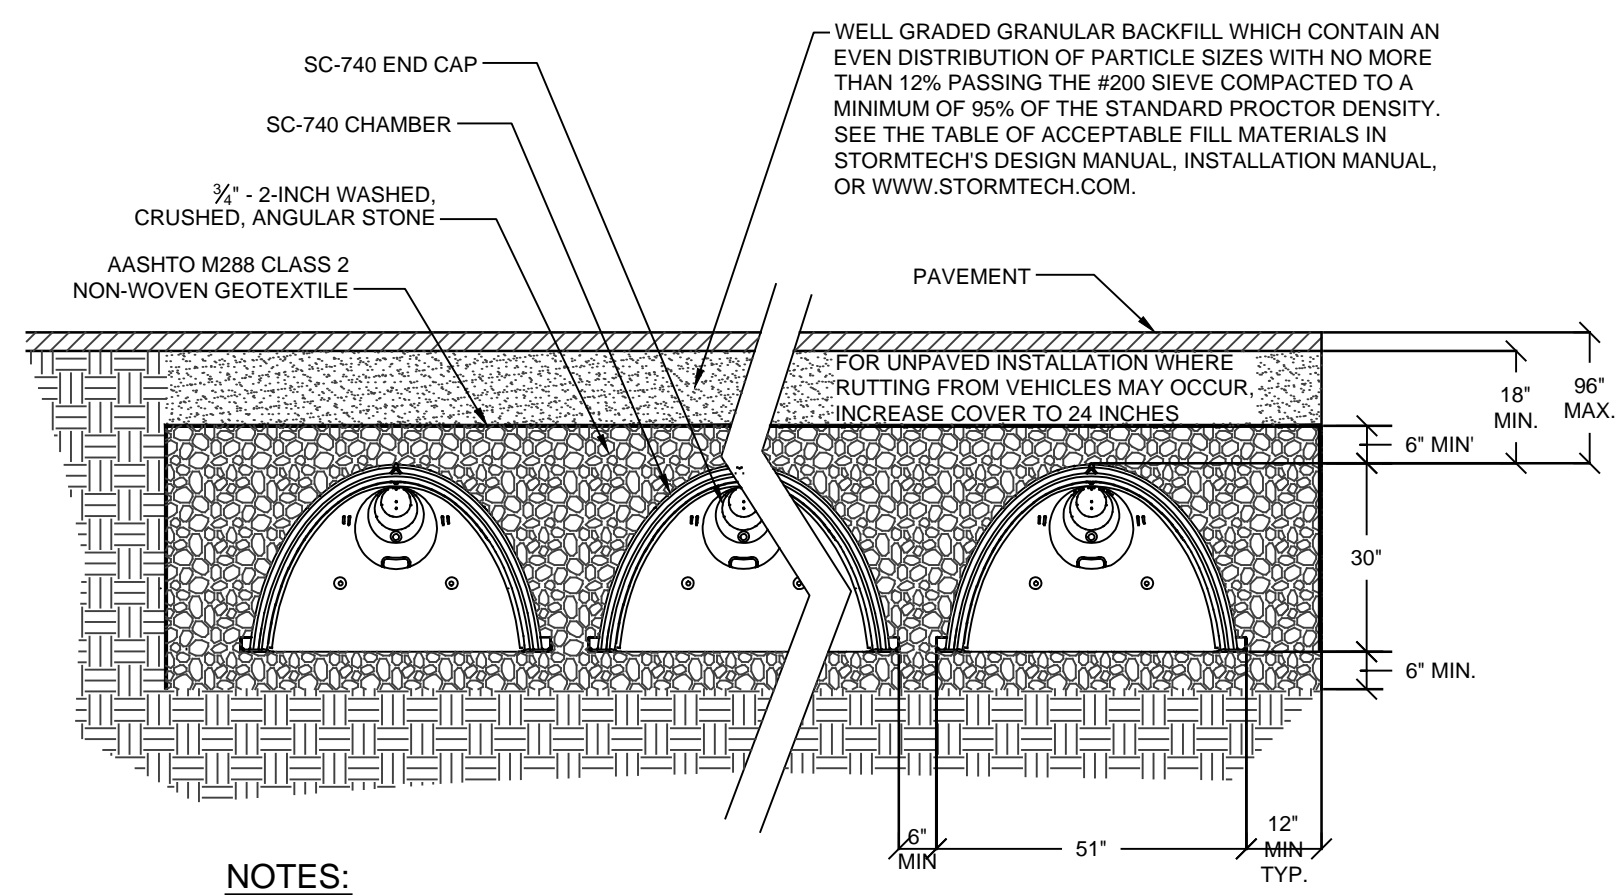 WELL GRADED GRANULAR BACKFILL WHICH CONTAIN AN
EVEN DISTRIBUTION OF PARTICLE SIZES WITH NO MORE
THAN 12% PASSING THE #200 SIEVE COMPACTED TO A
MINIMUM OF 95% OF THE STANDARD PROCTOR DENSITY.
SEE THE TABLE OF ACCEPTABLE FILL MATERIALS IN
STORMTECH'S DESIGN MANUAL, INSTALLATION MANUAL,
OR WWW.STORMTECH.COM.
SC-740 END CAP
SC-740 CHAMBER
¾" - 2-INCH WASHED,
CRUSHED, ANGULAR STONE
AASHTO M288 CLASS 2
NON-WOVEN GEOTEXTILE
PAVEMENT
FOR UNPAVED INSTALLATION WHERE
RUTTING FROM VEHICLES MAY OCCUR,
INCREASE COVER TO 24 INCHES
18"
MIN.
96"
MAX.
6" MIN'
30"
6" MIN.
6"
MIN
51"
12"
MIN
TYP.
NOTES: